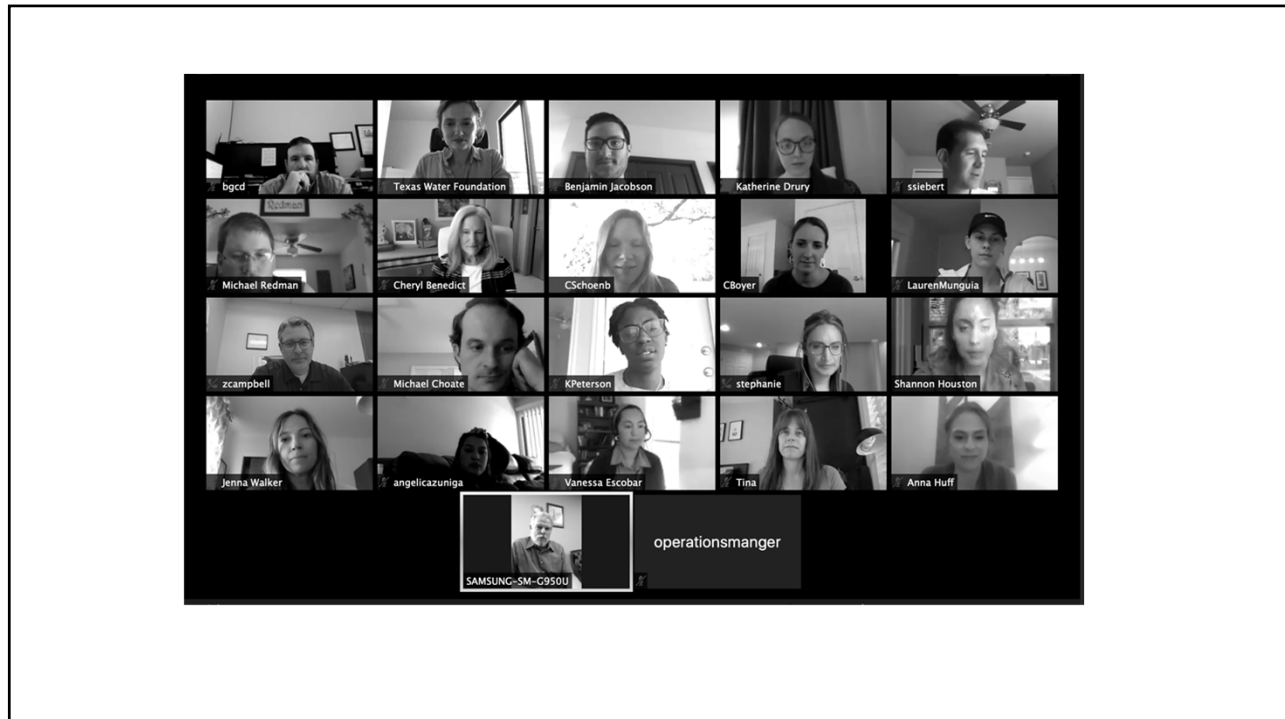 bgcd
Texas Water Foundation
Benjamin Jacobson
Katherine Drury
ssiebert
Redman
Michael Redman
Cheryl Benedict
CSchoenb
CBoyer
LaurenMunguia
zcampbell
Michael Choate
KPeterson
stephanie
Shannon Houston
Jenna Walker
angelicazuniga
Vanessa Escobar
Tina
Anna Huff
SAMSUNG-SM-G950U
operationsmanger